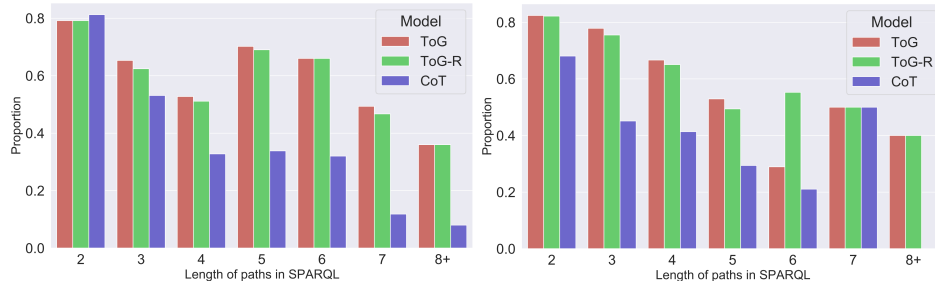 Model
ToG
ToG-R
CoT
0.8
0.6
0.4
0.2
0.0
Proportion
2 3 4 5 6 7 8+
Length of paths in SPARQL
Model
ToG
ToG-R
CoT
0.8
0.6
0.4
0.2
0.0
Proportion
2 3 4 5 6 7 8+
Length of paths in SPARQL